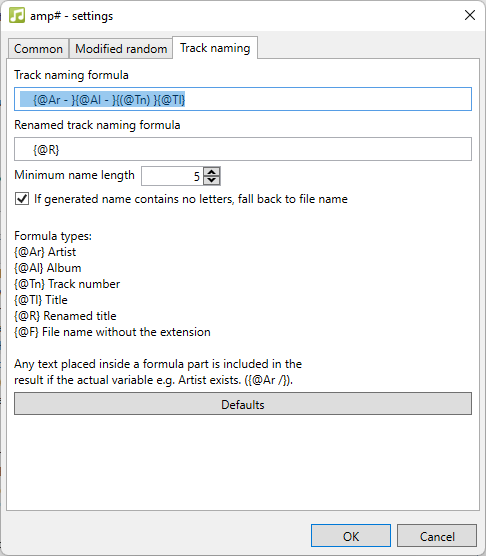 amp# - settings
Common
Modified random
Track naming
Track naming formula
{@Ar - }{@Al - }{(@Tn) }{@Tl}
Renamed track naming formula
{@R}
Minimum name length 5
If generated name contains no letters, fall back to file name
Formula types:
{@Ar} Artist
{@Al} Album
{@Tn} Track number
{@Tl} Title
{@R} Renamed title
{@F} File name without the extension
Any text placed inside a formula part is included in the
result if the actual variable e.g. Artist exists. ({@Ar /}).
Defaults
OK
Cancel